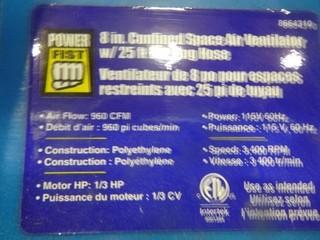 8664310
POWER
FIST
8 in. Confined Space Air Ventilator
w/ 25 ft Hose
Ventilateur de 8 po pour espaces
restreints avec 25 pi de tuyau
• Air Flow: 960 CFM
• Débit d'air : 960 pi cubes/min
• Power: 115V, 60Hz
• Puissance : 115 V, 60 Hz
• Construction: Polyethylene
• Construction : Polyéthylène
• Speed: 3,400 RPM
• Vitesse : 3 400 tr/min.
• Motor HP: 1/3 HP
• Puissance du moteur : 1/3 CV
Intertek
Use as intended.
Utilisez selon
l'intention prévue.